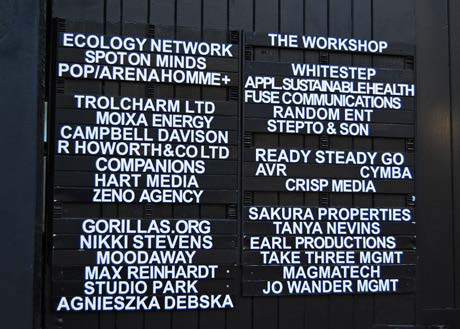 ECOLOGY NETWORK
SPOT ON MINDS
POP/ARENAHOMME+
TROLCHARM LTD
MOIXA ENERGY
CAMPBELL DAVISON
R HOWORTH&CO LTD
COMPANIONS
HART MEDIA
ZENO AGENCY
GORILLAS.ORG
NIKKI STEVENS
MOODAWAY
MAX REINHARDT
STUDIO PARK
AGNIESZKA DEBSKA
THE WORKSHOP
WHITESTEP
APPL.SUSTAINABLEHEALTH
FUSE COMMUNICATIONS
RANDOM ENT
STEPTO & SON
READY STEADY GO
AVR CYMBA
CRISP MEDIA
SAKURA PROPERTIES
TANYA NEVINS
EARL PRODUCTIONS
TAKE THREE MGMT
MAGMATECH
JO WANDER MGMT